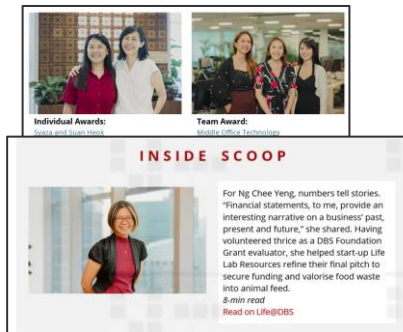 Individual Awards:
Syaza and Suan Heok
Team Award:
Middle Office Technology
INSIDE SCOOP
For Ng Chee Yeng, numbers tell stories.
"Financial statements, to me, provide an
interesting narrative on a business' past,
present and future," she shared. Having
volunteered thrice as a DBS Foundation
Grant evaluator, she helped start-up Life
Lab Resources refine their final pitch to
secure funding and valorise food waste
into animal feed.
8-min read
Read on Life@DBS